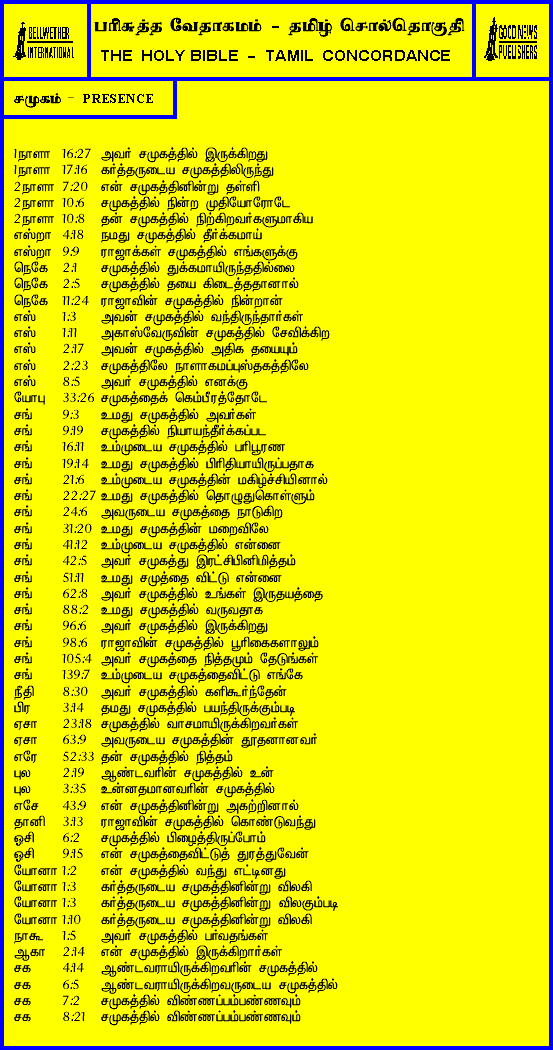 BELLWETHER INTERNATIONAL
பரிசுத்த வேதாகமம் - தமிழ் சொல்தொகுதி
THE HOLY BIBLE - TAMIL CONCORDANCE
GOOD NEWS PUBLISHERS
சமுகம் - PRESENCE
1நாளா 16:27 அவர் சமுகத்தில் இருக்கிறது
1நாளா 17:16 கர்த்தருடைய சமுகத்திலிருந்து
2நாளா 7:20 என் சமுகத்தினின்று தள்ளி
2நாளா 10:6 சமுகத்தில் நின்ற முதியோரோடே
2நாளா 10:8 தன் சமுகத்தில் நிற்கிறவர்களுமாகிய
எஸ்றா 4:18 நமது சமுகத்தில் தீர்க்கமாய்
எஸ்றா 9:9 ராஜாக்கள் சமுகத்தில் எங்களுக்கு
நெகே 2:1 சமுகத்தில் துக்கமாயிருந்ததில்லை
நெகே 2:5 சமுகத்தில் தயை கிடைத்ததானால்
நெகே 11:24 ராஜாவின் சமுகத்தில் நின்றான்
எஸ் 1:3 அவன் சமுகத்தில் வந்திருந்தார்கள்
எஸ் 1:11 அகாஸ்வேருவின் சமுகத்தில் சேவிக்கிற
எஸ் 2:17 அவன் சமுகத்தில் அதிக தயையும்
எஸ் 2:23 சமுகத்திலே நாளாகமப்புஸ்தகத்திலே
எஸ் 8:5 அவர் சமுகத்தில் எனக்கு
யோபு 33:26 சமுகத்தைக் கெம்பீரத்தோடே
சங் 9:3 உமது சமுகத்தில் அவர்கள்
சங் 9:19 சமுகத்தில் நியாயந்தீர்க்கப்பட
சங் 16:11 உம்முடைய சமுகத்தில் பரிபூரண
சங் 19:14 உமது சமுகத்தில் பிரிதியாயிருப்பதாக
சங் 21:6 உம்முடைய சமுகத்தின் மகிழ்ச்சியினால்
சங் 22:27 உமது சமுகத்தில் தொழுதுகொள்ளும்
சங் 24:6 அவருடைய சமுகத்தை நாடுகிற
சங் 31:20 உமது சமுகத்தின் மறைவிலே
சங் 41:12 உம்முடைய சமுகத்தில் என்னை
சங் 42:5 அவர் சமுகத்து இரட்சிப்பினிமித்தம்
சங் 51:11 உமது சமுத்தை விட்டு என்னை
சங் 62:8 அவர் சமுகத்தில் உங்கள் இருதயத்தை
சங் 88:2 உமது சமுகத்தில் வருவதாக
சங் 96:6 அவர் சமுகத்தில் இருக்கிறது
சங் 98:6 ராஜாவின் சமுகத்தில் பூரிகைகளாலும்
சங் 105:4 அவர் சமுகத்தை நித்தமும் தேடுங்கள்
சங் 139:7 உம்முடைய சமுகத்தைவிட்டு எங்கே
நீதி 8:30 அவர் சமுகத்தில் களிகூர்ந்தேன்
பிர 3:14 தமது சமுகத்தில் பயந்திருக்கும்படி
ஏசா 23:18 சமுகத்தில் வாசமாயிருக்கிறவர்கள்
ஏசா 63:9 அவருடைய சமுகத்தின் தூதனானவர்
எரே 52:33 தன் சமுகத்தில் நித்தம்
புல 2:19 ஆண்டவரின் சமுகத்தில் உன்
புல 3:35 உன்னதமானவரின் சமுகத்தில்
எசே 43:9 என் சமுகத்தினின்று அகற்றினால்
தானி 3:13 ராஜாவின் சமுகத்தில் கொண்டுவந்து
ஓசி 6:2 சமுகத்தில் பிழைத்திருப்போம்
ஓசி 9:15 என் சமுகத்தைவிட்டுத் துரத்துவேன்
யோனா 1:2 என் சமுகத்தில் வந்து எட்டினது
யோனா 1:3 கர்த்தருடைய சமுகத்தினின்று விலகி
யோனா 1:3 கர்த்தருடைய சமுகத்தினின்று விலகும்படி
யோனா 1:10 கர்த்தருடைய சமுகத்தினின்று விலகி
நாகூ 1:5 அவர் சமுகத்தில் பர்வதங்கள்
ஆகா 2:14 என் சமுகத்தில் இருக்கிறார்கள்
சக 4:14 ஆண்டவராயிருக்கிறவரின் சமுகத்தில்
சக 6:5 ஆண்டவராயிருக்கிறவருடைய சமுகத்தில்
சக 7:2 சமுகத்தில் விண்ணப்பம்பண்ணவும்
சக 8:21 சமுகத்தில் விண்ணப்பம்பண்ணவும்